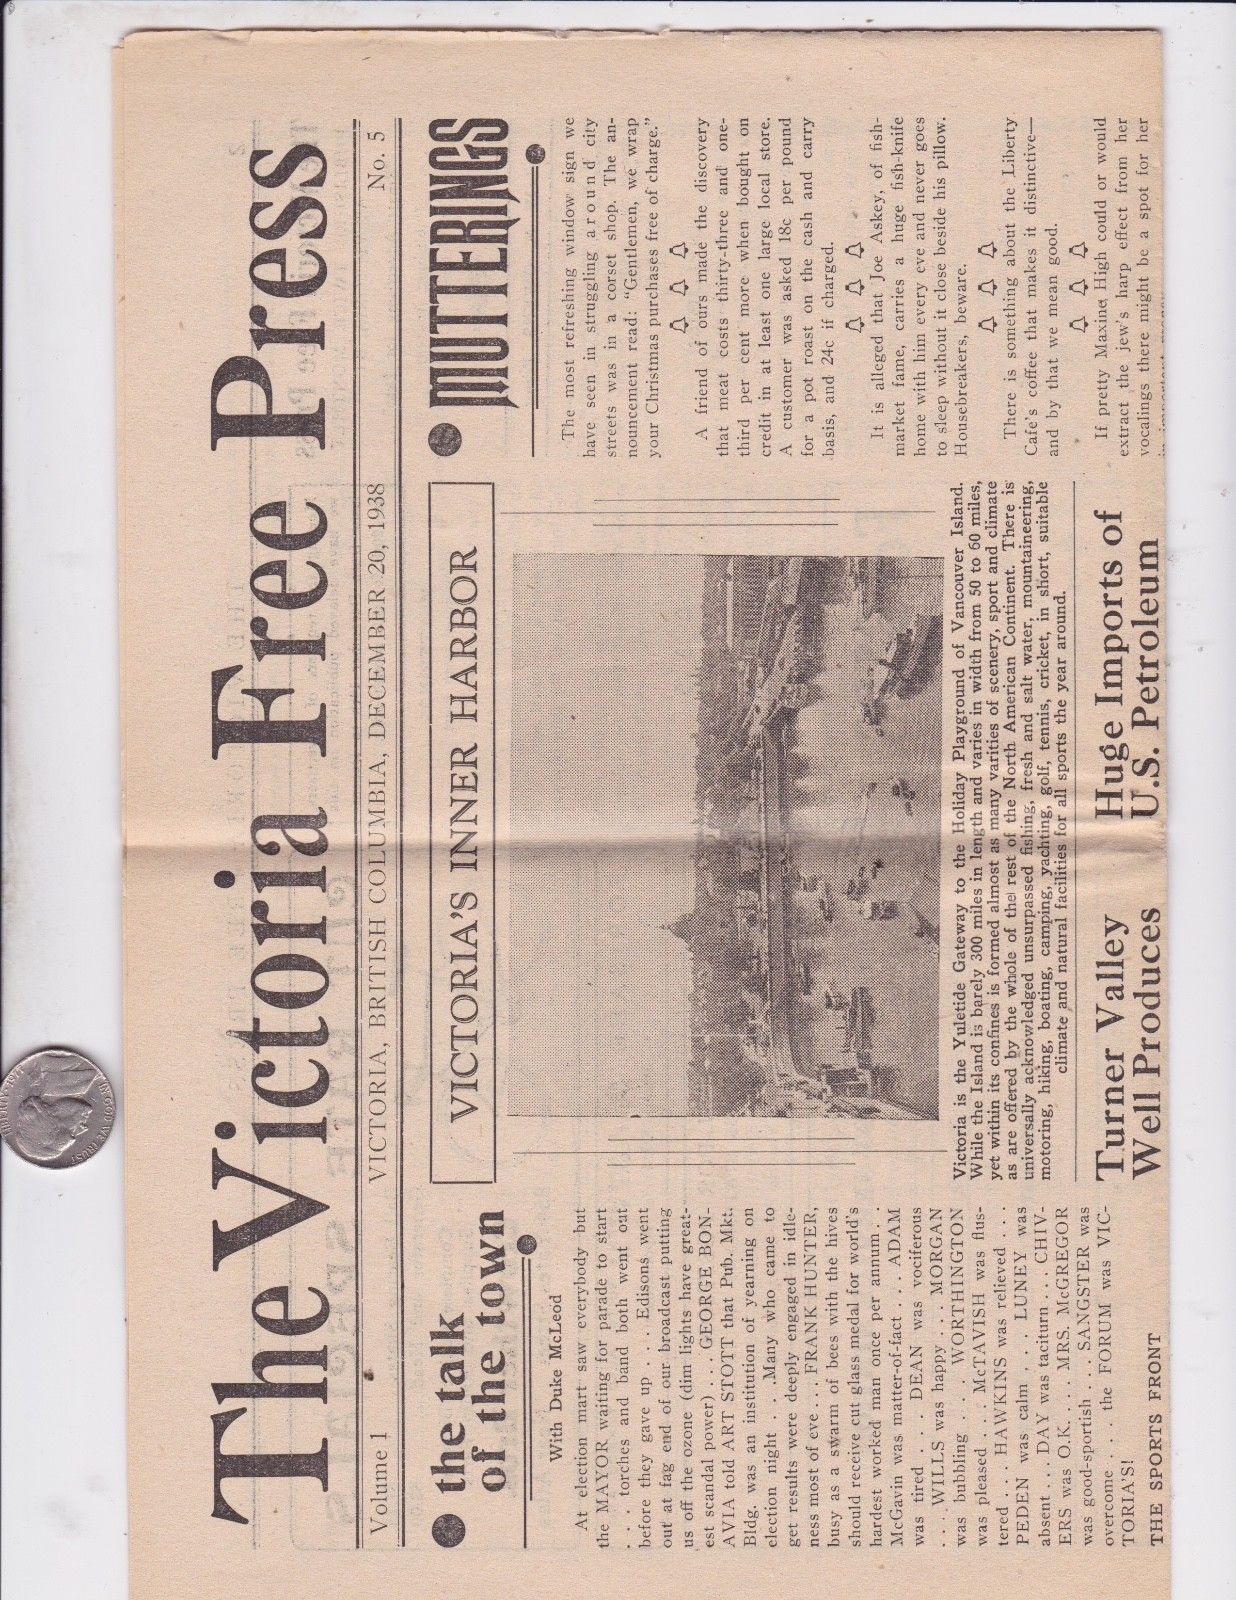 The Victoria Free Press
Volume 1
VICTORIA, BRITISH COLUMBIA, DECEMBER 20, 1938
No. 5
the talk
of the town
With Duke McLeod
At election mart saw everybody but
the MAYOR waiting for parade to start
. . . torches and band both went out
before they gave up . . . Edisons went
out at fag end of our broadcast putting
us off the ozone (dim lights have great-
est scandal power) . . . GEORGE BON-
AVIA told ART STOTT that Pub. Mkt.
Bldg. was an institution of yearning on
election night . . . Many who came to
get results were deeply engaged in idle-
ness most of eve . . . FRANK HUNTER,
busy as a swarm of bees with the hives
should receive cut glass medal for world's
hardest worked man once per annum . .
McGavin was matter-of-fact . . . ADAM
was tired . . . DEAN was vociferous
. . . . WILLS was happy . . . MORGAN
was bubbling . . . WORTHINGTON
was pleased . . . McTAVISH was flus-
tered . . . HAWKINS was relieved . . .
PEDEN was calm . . . LUNEY was
absent . . . DAY was taciturn . . . CHIV-
ERS was O.K. . . . MRS. McGREGOR
was good-sportish . . . SANGSTER was
overcome . . . the FORUM was VIC-
TORIA'S!
THE SPORTS FRONT
VICTORIA'S INNER HARBOR
Victoria is the Yuletide Gateway to the Holiday Playground of Vancouver Island.
While the Island is barely 300 miles in length and varies in width from 50 to 60 miles,
yet within its confines is formed almost as many varities of scenery, sport and climate
as are offered by the whole of the rest of the North American Continent. There is
universally acknowledged unsurpassed fishing, fresh and salt water, mountaineering,
motoring, hiking, boating, camping, yachting, golf, tennis, cricket, in short, suitable
climate and natural facilities for all sports the year around.
Turner Valley
Well Produces
Huge Imports of
U.S. Petroleum
MUTTERINGS
The most refreshing window sign we
have seen in struggling around city
streets was in a corset shop. The an-
nouncement read: "Gentlemen, we wrap
your Christmas purchases free of charge."
A friend of ours made the discovery
that meat costs thirty-three and one-
third per cent more when bought on
credit in at least one large local store.
A customer was asked 18c per pound
for a pot roast on the cash and carry
basis, and 24c if charged.
It is alleged that Joe Askey, of fish-
market fame, carries a huge fish-knife
home with him every eve and never goes
to sleep without it close beside his pillow.
Housebreakers, beware.
There is something about the Liberty
Cafe's coffee that makes it distinctive—
and by that we mean good.
If pretty Maxine High could or would
extract the jew's harp effect from her
vocalings there might be a spot for her
IN GOD WE TRUST